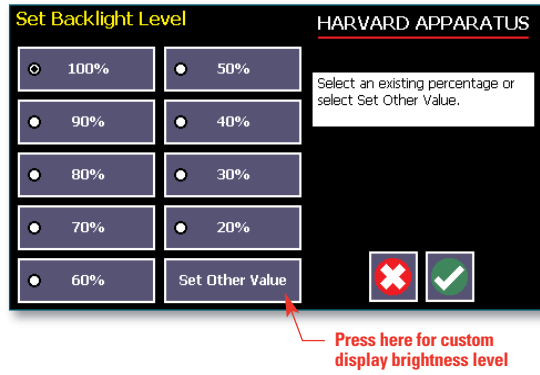 Set Backlight Level
HARVARD APPARATUS
100%
50%
90%
40%
80%
30%
70%
20%
60%
Set Other Value
Select an existing percentage or
select Set Other Value.
Press here for custom
display brightness level